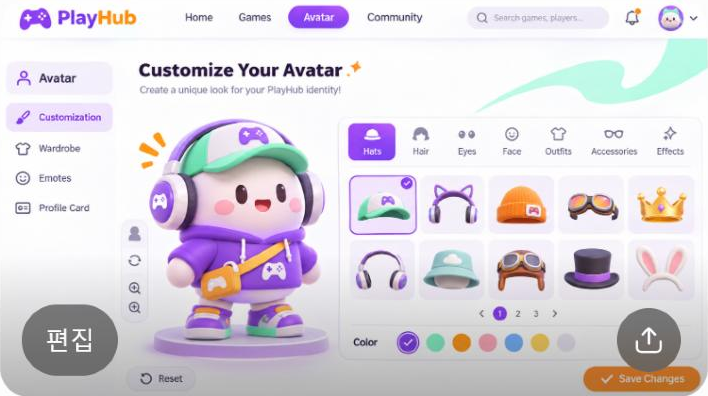 PlayHub
Home
Games
Avatar
Community
Search games, players...
Avatar
Customization
Wardrobe
Emotes
Profile Card
Customize Your Avatar
Create a unique look for your PlayHub identity!
Hats
Hair
Eyes
Face
Outfits
Accessories
Effects
1
2
3
Color
Reset
Save Changes
편집